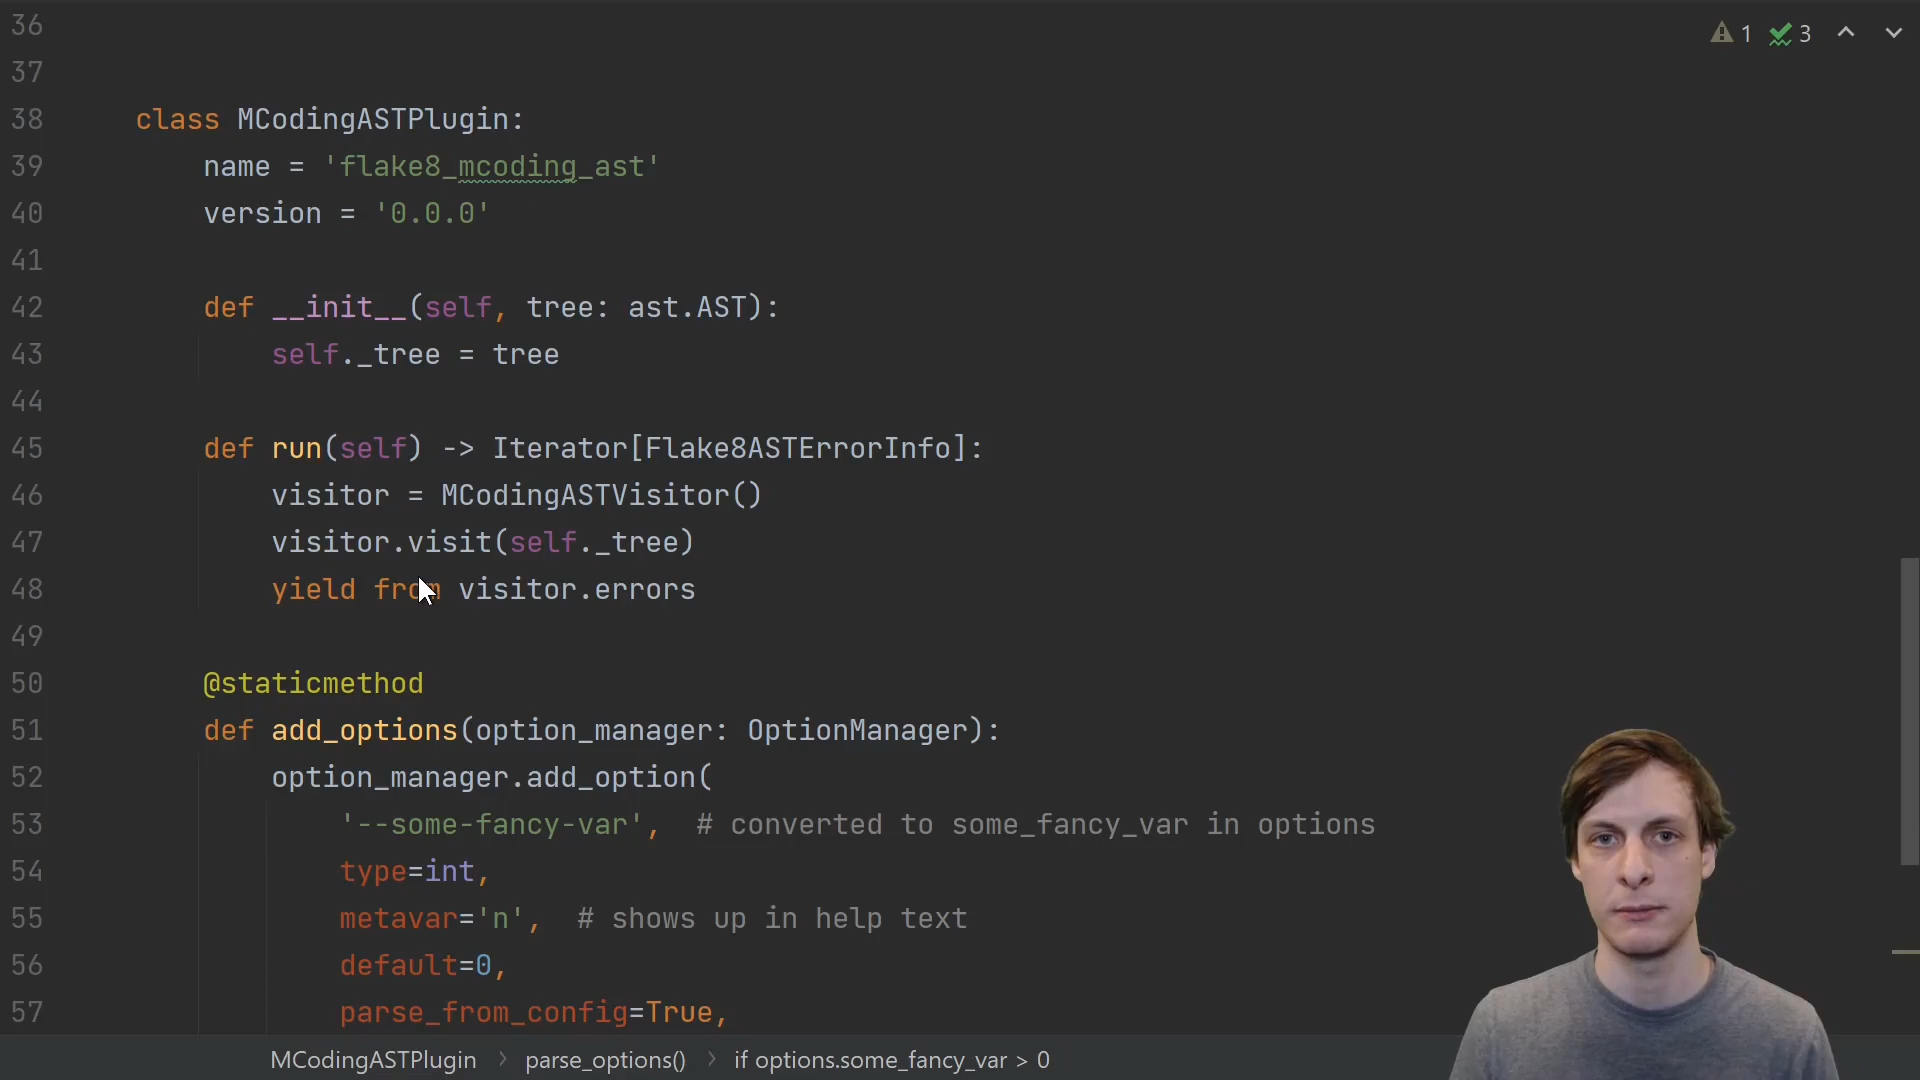 36
1 3
37
38 class MCodingASTPlugin:
39 name = 'flake8_mcoding_ast'
40 version = '0.0.0'
41
42 def __init__(self, tree: ast.AST):
43 self._tree = tree
44
45 def run(self) -> Iterator[Flake8ASTErrorInfo]:
46 visitor = MCodingASTVisitor()
47 visitor.visit(self._tree)
48 yield from visitor.errors
49
50 @staticmethod
51 def add_options(option_manager: OptionManager):
52 option_manager.add_option(
53 '--some-fancy-var', # converted to some_fancy_var in options
54 type=int,
55 metavar='n', # shows up in help text
56 default=0,
57 parse_from_config=True,
MCodingASTPlugin > parse_options() > if options.some_fancy_var > 0